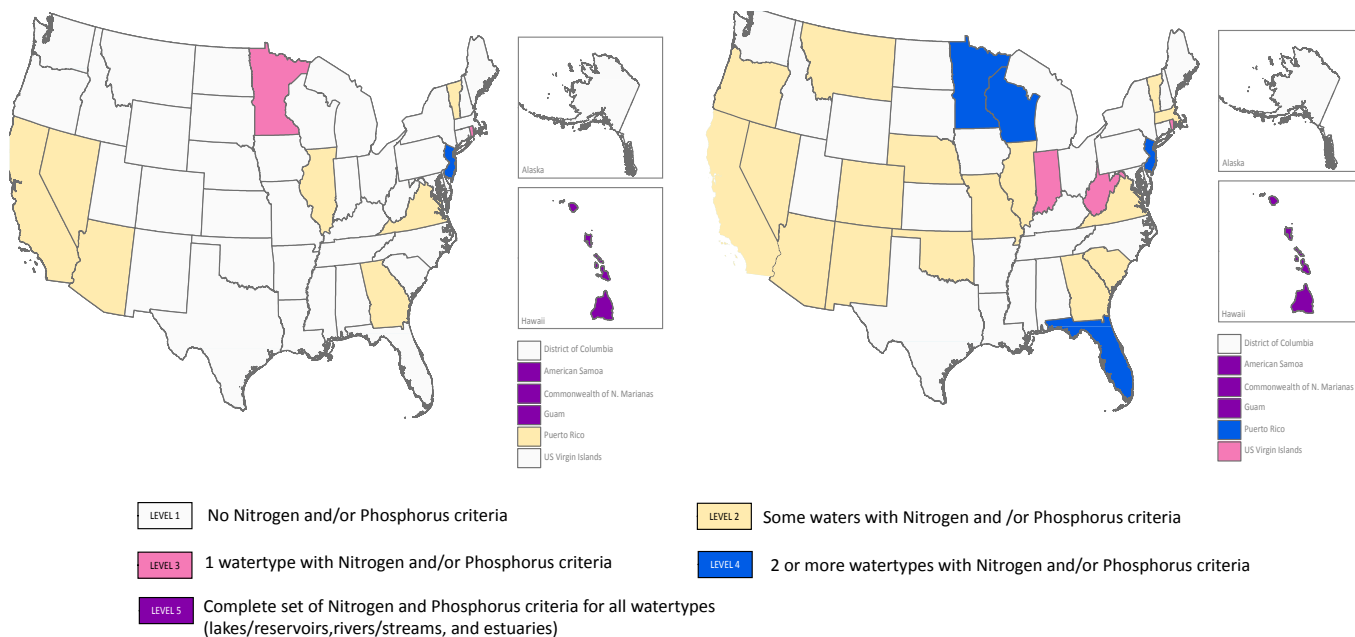 Alaska
Hawaii
District of Columbia
American Samoa
Commonwealth of N. Marianas
Guam
Puerto Rico
US Virgin Islands
Alaska
Hawaii
District of Columbia
American Samoa
Commonwealth of N. Marianas
Guam
Puerto Rico
US Virgin Islands
LEVEL 1 No Nitrogen and/or Phosphorus criteria
LEVEL 2 Some waters with Nitrogen and /or Phosphorus criteria
LEVEL 3 1 watertype with Nitrogen and/or Phosphorus criteria
LEVEL 4 2 or more watertypes with Nitrogen and/or Phosphorus criteria
LEVEL 5 Complete set of Nitrogen and Phosphorus criteria for all watertypes
(lakes/reservoirs,rivers/streams, and estuaries)